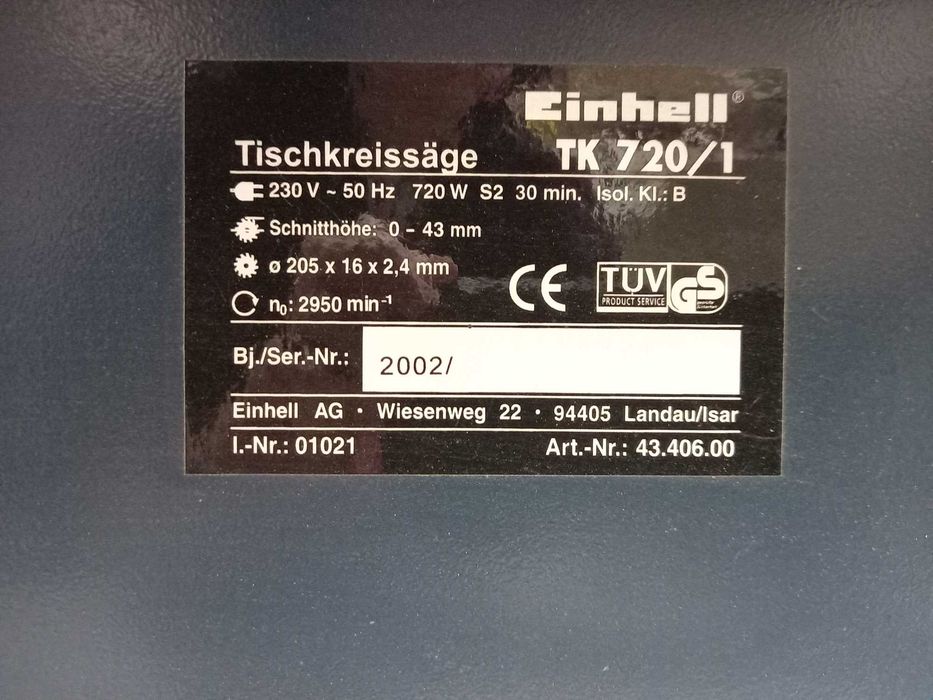 Einhell®
Tischkreissäge TK 720/1
230 V ~ 50 Hz 720 W S2 30 min. Isol. Kl.: B
Schnitthöhe: 0 – 43 mm
ø 205 x 16 x 2,4 mm
n₀: 2950 min⁻¹
CE
TÜV
PRODUCT SERVICE
GS
geprüfte
Sicherheit
Bj./Ser.-Nr.: 2002/
Einhell AG · Wiesenweg 22 · 94405 Landau/Isar
I.-Nr.: 01021 Art.-Nr.: 43.406.00